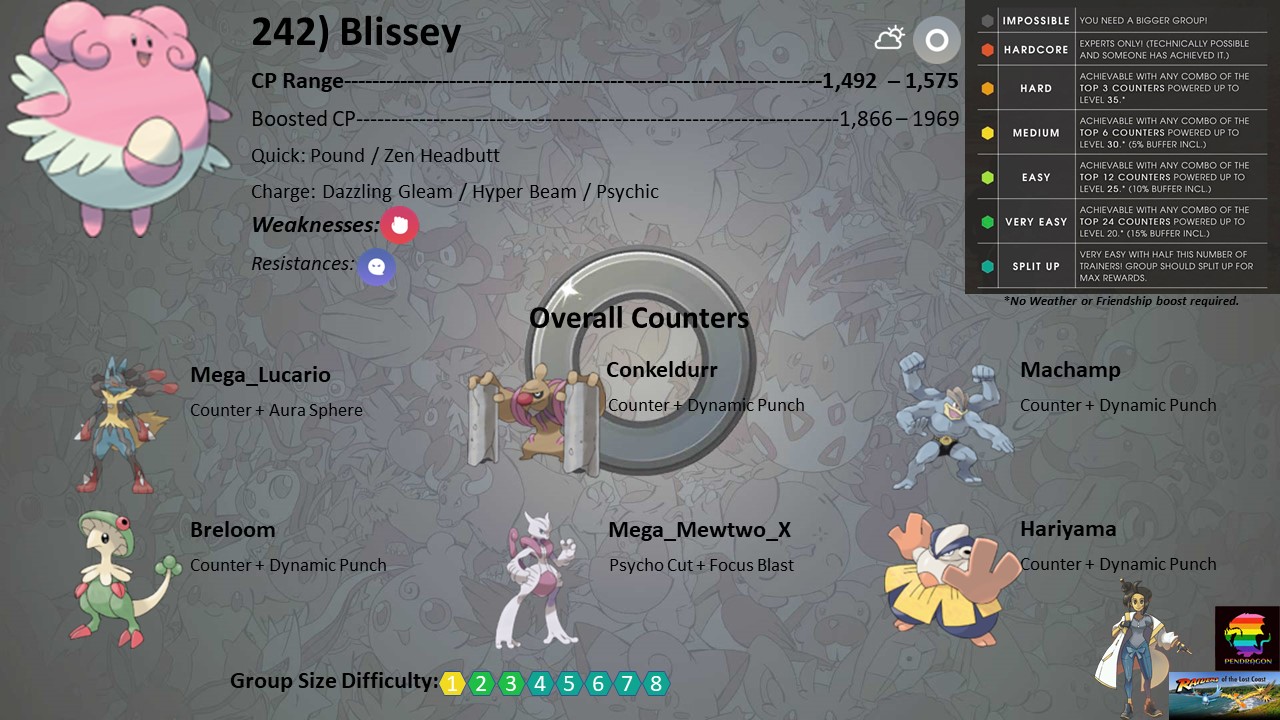 242) Blissey
CP Range--------------------------------------------------------------------------------1,492 – 1,575
Boosted CP--------------------------------------------------------------------------------1,866 – 1969
Quick: Pound / Zen Headbutt
Charge: Dazzling Gleam / Hyper Beam / Psychic
Weaknesses:
Resistances:
IMPOSSIBLE YOU NEED A BIGGER GROUP!
HARDCORE EXPERTS ONLY! (TECHNICALLY POSSIBLE
AND SOMEONE HAS ACHIEVED IT.)
HARD ACHIEVABLE WITH ANY COMBO OF THE
TOP 3 COUNTERS POWERED UP TO
LEVEL 35.*
MEDIUM ACHIEVABLE WITH ANY COMBO OF THE
TOP 6 COUNTERS POWERED UP TO
LEVEL 30.* (5% BUFFER INCL.)
EASY ACHIEVABLE WITH ANY COMBO OF THE
TOP 12 COUNTERS POWERED UP TO
LEVEL 25.* (10% BUFFER INCL.)
VERY EASY ACHIEVABLE WITH ANY COMBO OF THE
TOP 24 COUNTERS POWERED UP TO
LEVEL 20.* (15% BUFFER INCL.)
SPLIT UP VERY EASY WITH HALF THIS NUMBER OF
TRAINERS! GROUP SHOULD SPLIT UP FOR
MAX REWARDS.
*No Weather or Friendship boost required.
Overall Counters
Mega_Lucario
Counter + Aura Sphere
Conkeldurr
Counter + Dynamic Punch
Machamp
Counter + Dynamic Punch
Breloom
Counter + Dynamic Punch
Mega_Mewtwo_X
Psycho Cut + Focus Blast
Hariyama
Counter + Dynamic Punch
Group Size Difficulty: 1 2 3 4 5 6 7 8
PENDROGON
RAIDERS of the Lost Coast